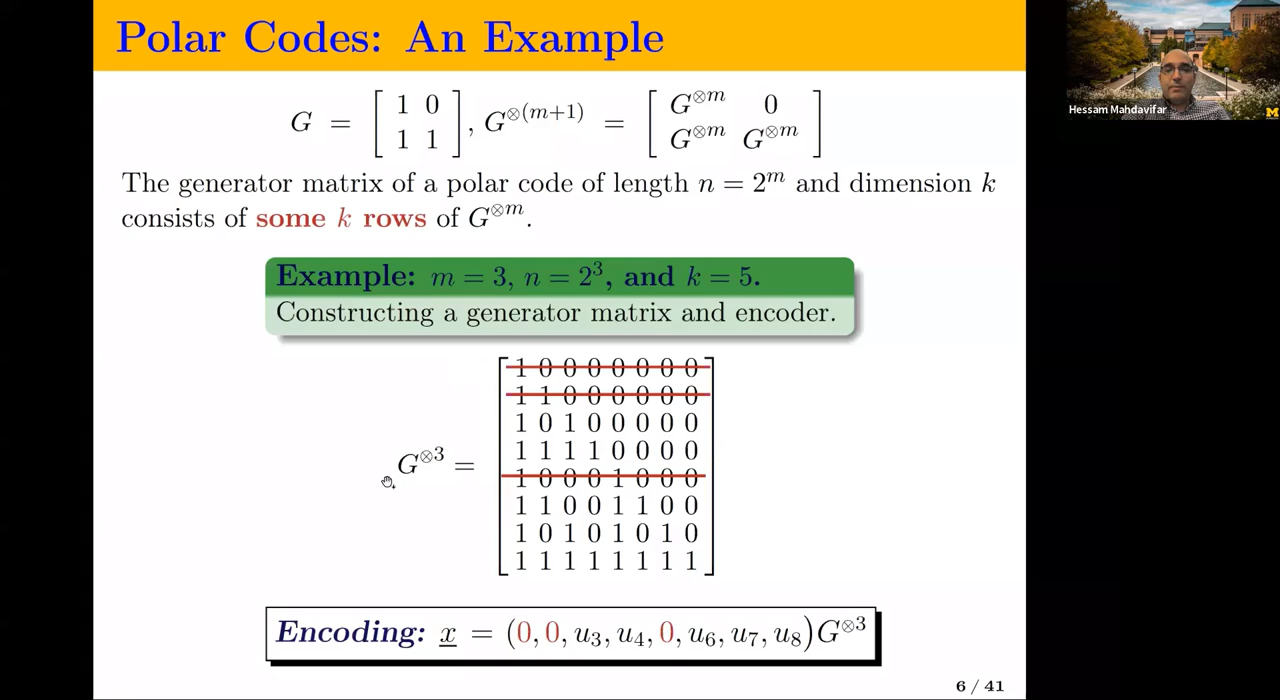 Polar Codes: An Example
G = [ 1 0 ; 1 1 ], G^{⊗(m+1)} = [ G^{⊗m} 0 ; G^{⊗m} G^{⊗m} ]
The generator matrix of a polar code of length n = 2^m and dimension k
consists of some k rows of G^{⊗m}.
Example: m = 3, n = 2^3, and k = 5.
Constructing a generator matrix and encoder.
G^{⊗3} =
1 0 0 0 0 0 0 0
1 1 0 0 0 0 0 0
1 0 1 0 0 0 0 0
1 1 1 1 0 0 0 0
1 0 0 0 1 0 0 0
1 1 0 0 1 1 0 0
1 0 1 0 1 0 1 0
1 1 1 1 1 1 1 1
Encoding: x = (0, 0, u_3, u_4, 0, u_6, u_7, u_8)G^{⊗3}
6 / 41
Hessam Mahdavifar
M